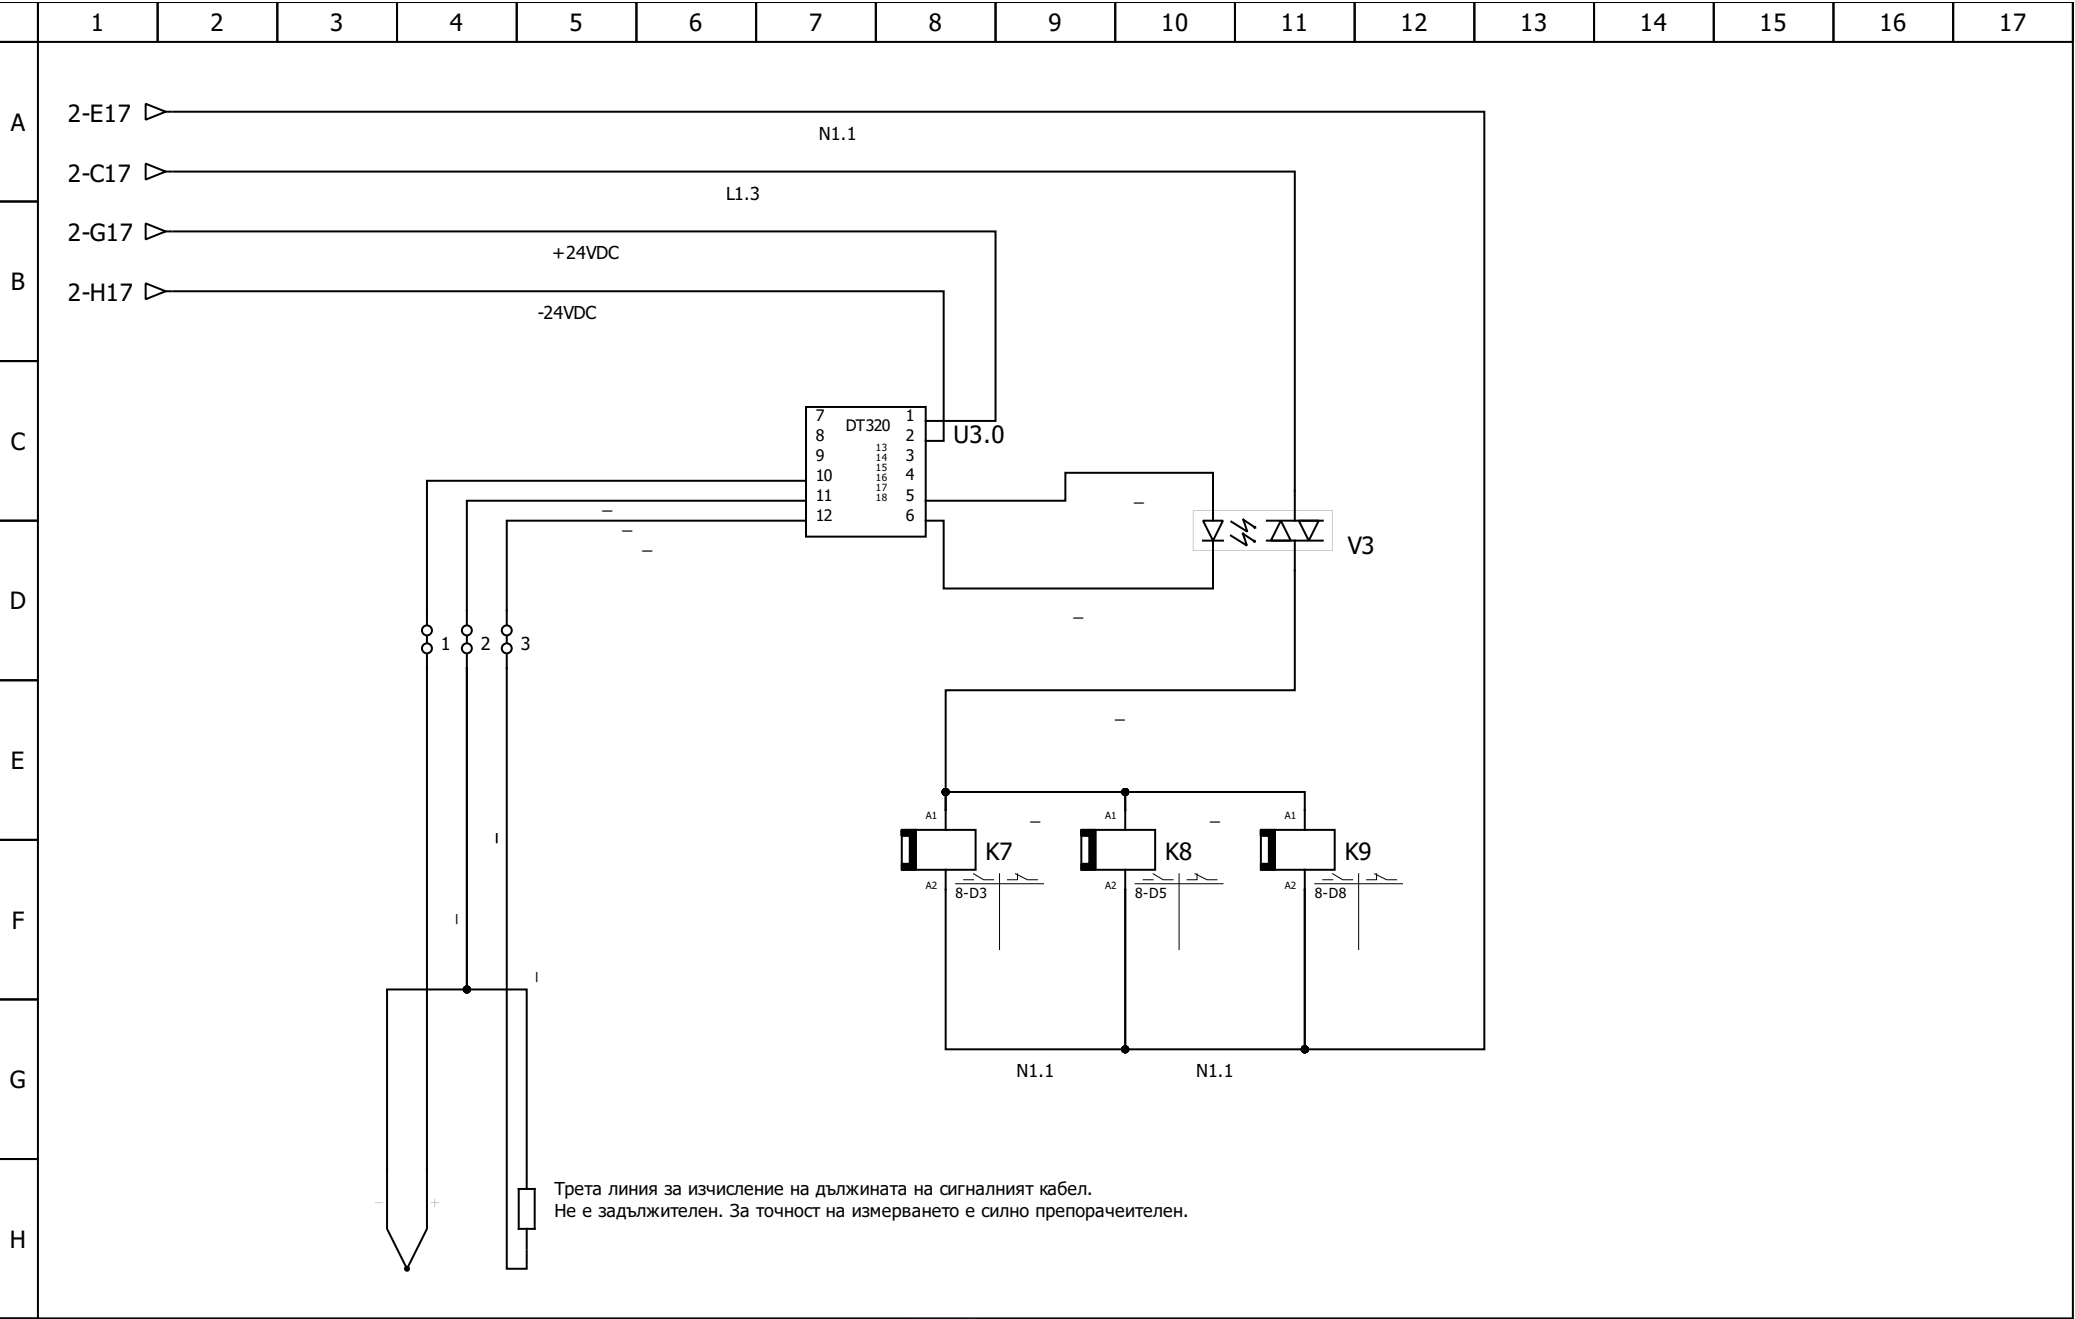 1 2 3 4 5 6 7 8 9 10 11 12 13 14 15 16 17
A
2-E17
N1.1
2-C17
L1.3
B
2-G17
+24VDC
2-H17
-24VDC
C
7 DT320 1
8 2 U3.0
13
9 14 3
15
10 16 4
17
11 18 5
12 6
V3
D
1 2 3
E
A1 A1 A1
K7 K8 K9
A2 A2 A2
8-D3 8-D5 8-D8
F
G
N1.1 N1.1
H
- +
Трета линия за изчисление на дължината на сигналният кабел.
Не е задължителен. За точност на измерването е силно препорачеителен.